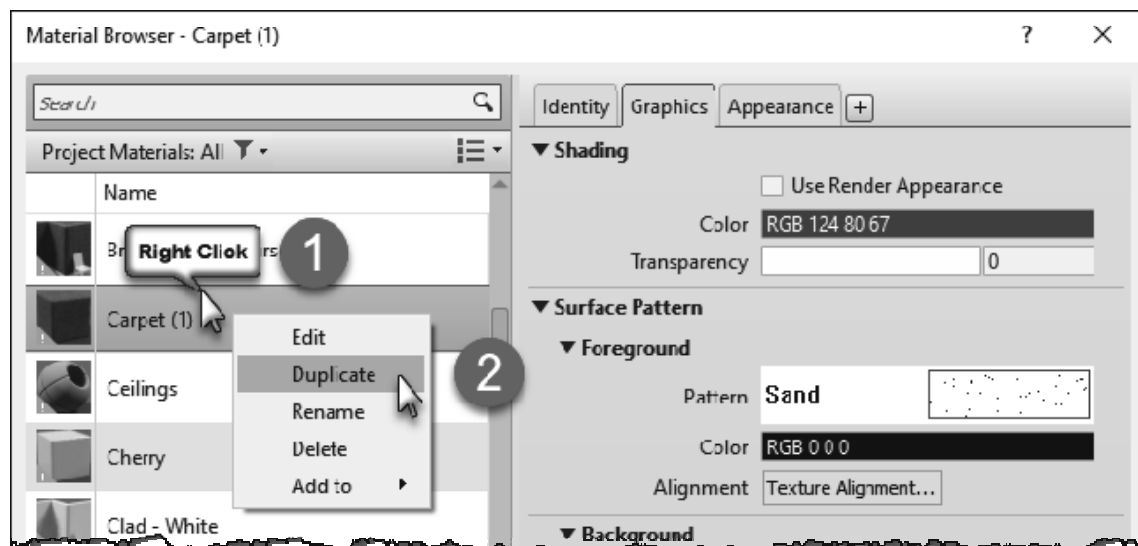 Material Browser - Carpet (1)
?
Search
Project Materials: All
Name
Right Click
1
Carpet (1)
Ceilings
Cherry
Clad - White
Edit
Duplicate
2
Rename
Delete
Add to
Identity
Graphics
Appearance
+
Shading
Use Render Appearance
Color RGB 124 80 67
Transparency 0
Surface Pattern
Foreground
Pattern Sand
Color RGB 0 0 0
Alignment Texture Alignment...
Background